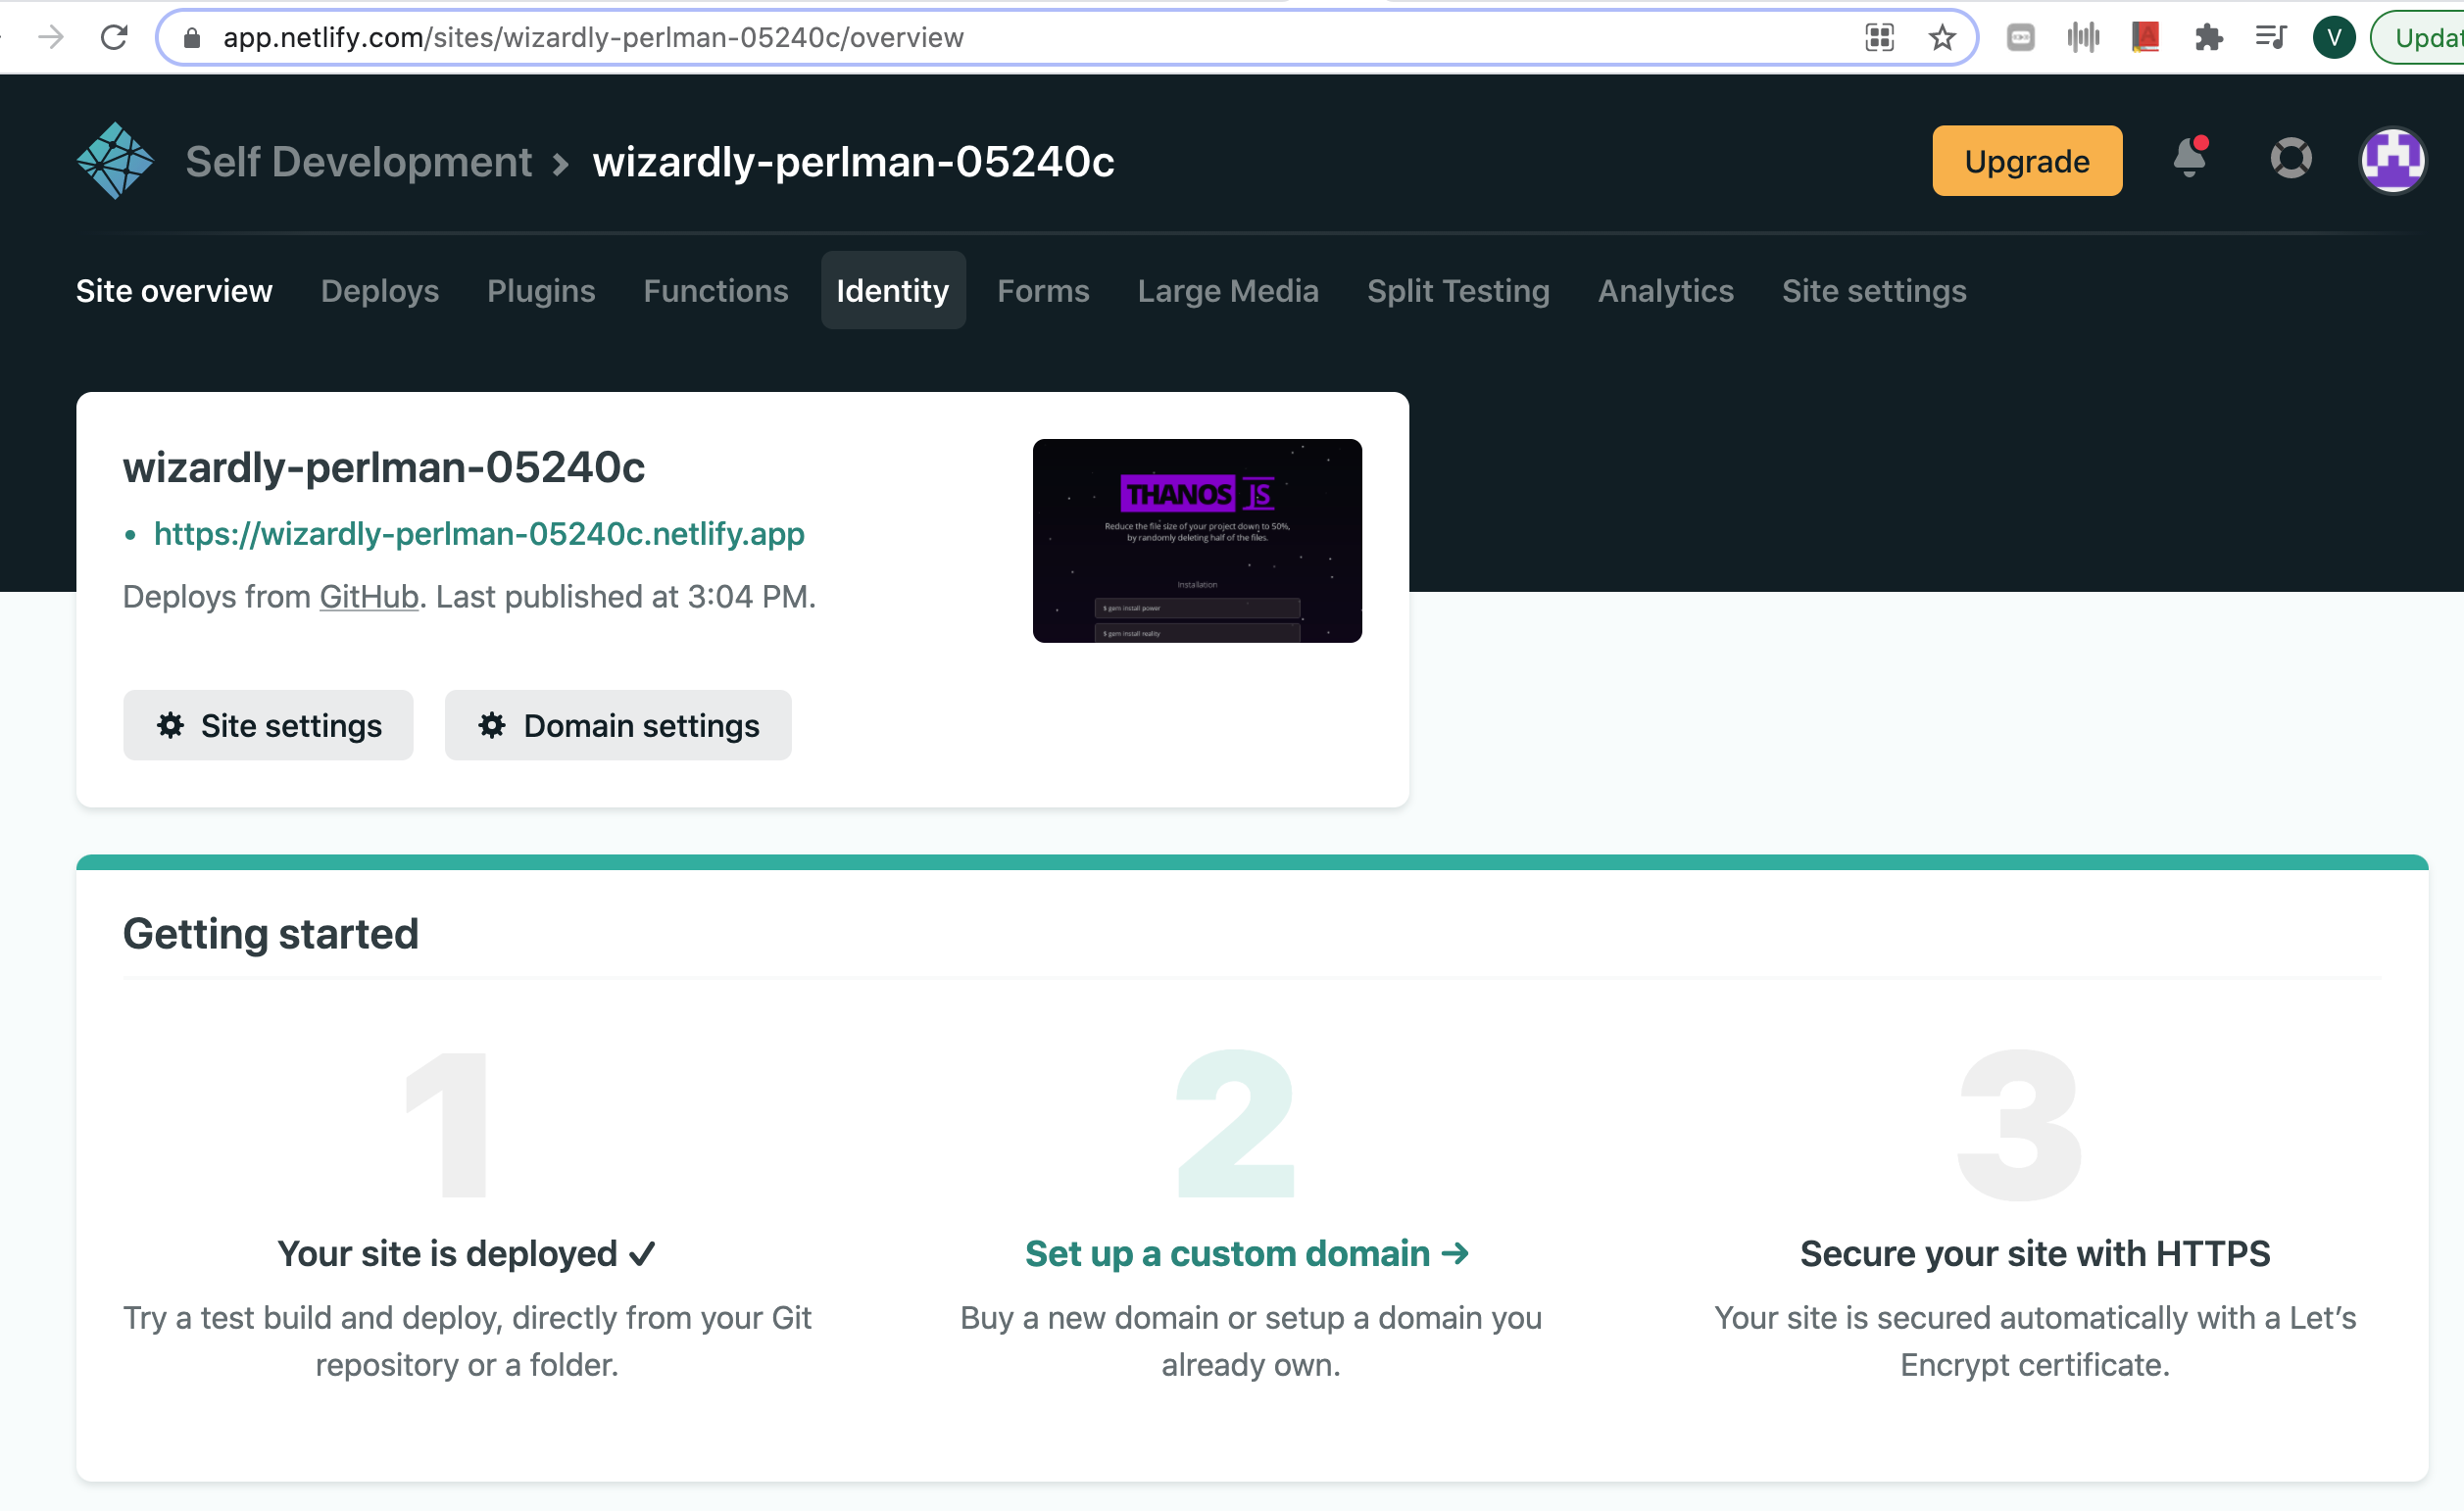 app.netlify.com/sites/wizardly-perlman-05240c/overview
V
Updat
Self Development > wizardly-perlman-05240c
Upgrade
Site overview Deploys Plugins Functions Identity Forms Large Media Split Testing Analytics Site settings
wizardly-perlman-05240c
• https://wizardly-perlman-05240c.netlify.app
Deploys from GitHub. Last published at 3:04 PM.
THANOS JS
Reduce the file size of your project down to 50%,
by randomly deleting half of the files.
Installation
$ gem install power
$ gem install reality
Site settings
Domain settings
Getting started
1
Your site is deployed ✓
Try a test build and deploy, directly from your Git
repository or a folder.
2
Set up a custom domain →
Buy a new domain or setup a domain you
already own.
3
Secure your site with HTTPS
Your site is secured automatically with a Let’s
Encrypt certificate.